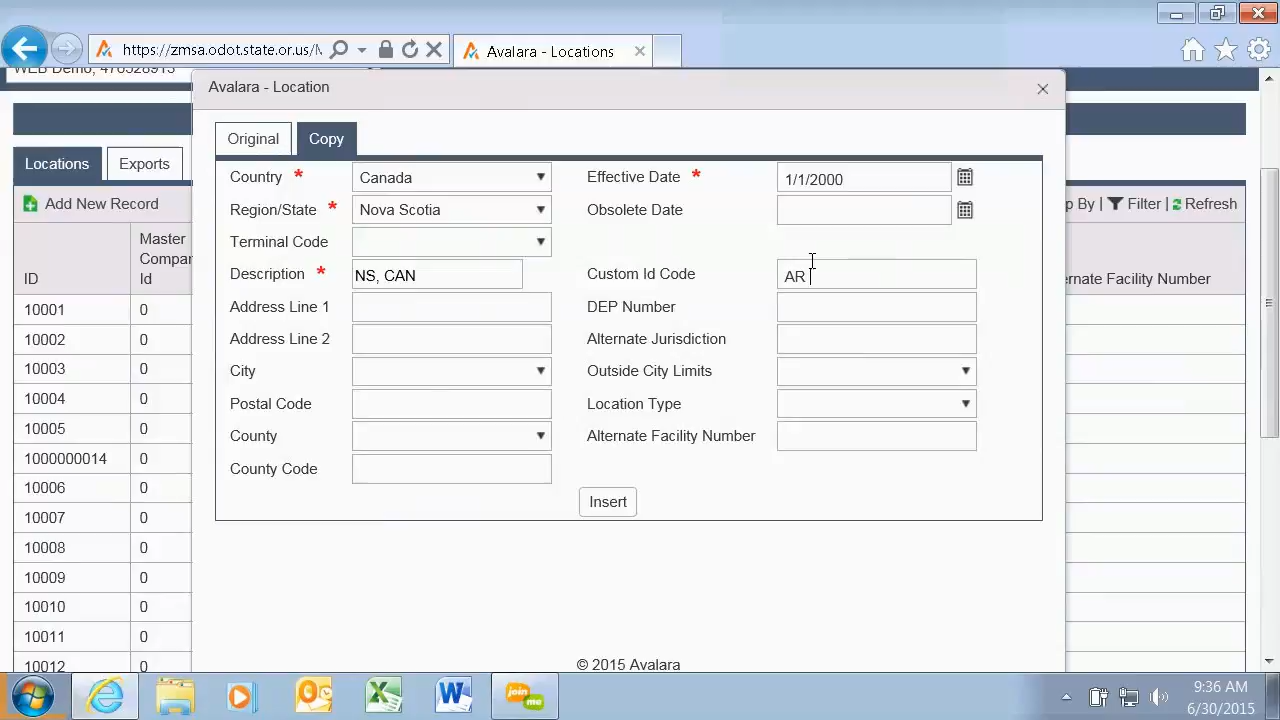 https://zmsa.odot.state.or.us/M
Avalara - Locations
WEB Demo, 470528913
Avalara - Location
Original
Copy
Locations
Exports
Add New Record
p By | Filter | Refresh
ID
Master
Compan
Id
rnate Facility Number
Country *
Canada
Effective Date *
1/1/2000
Region/State *
Nova Scotia
Obsolete Date
Terminal Code
Description *
NS, CAN
Custom Id Code
AR
Address Line 1
DEP Number
Address Line 2
Alternate Jurisdiction
City
Outside City Limits
Postal Code
Location Type
County
Alternate Facility Number
County Code
Insert
10001 0
10002 0
10003 0
10004 0
10005 0
1000000014 0
10006 0
10007 0
10008 0
10009 0
10010 0
10011 0
10012 0
© 2015 Avalara
join
me
9:36 AM
6/30/2015